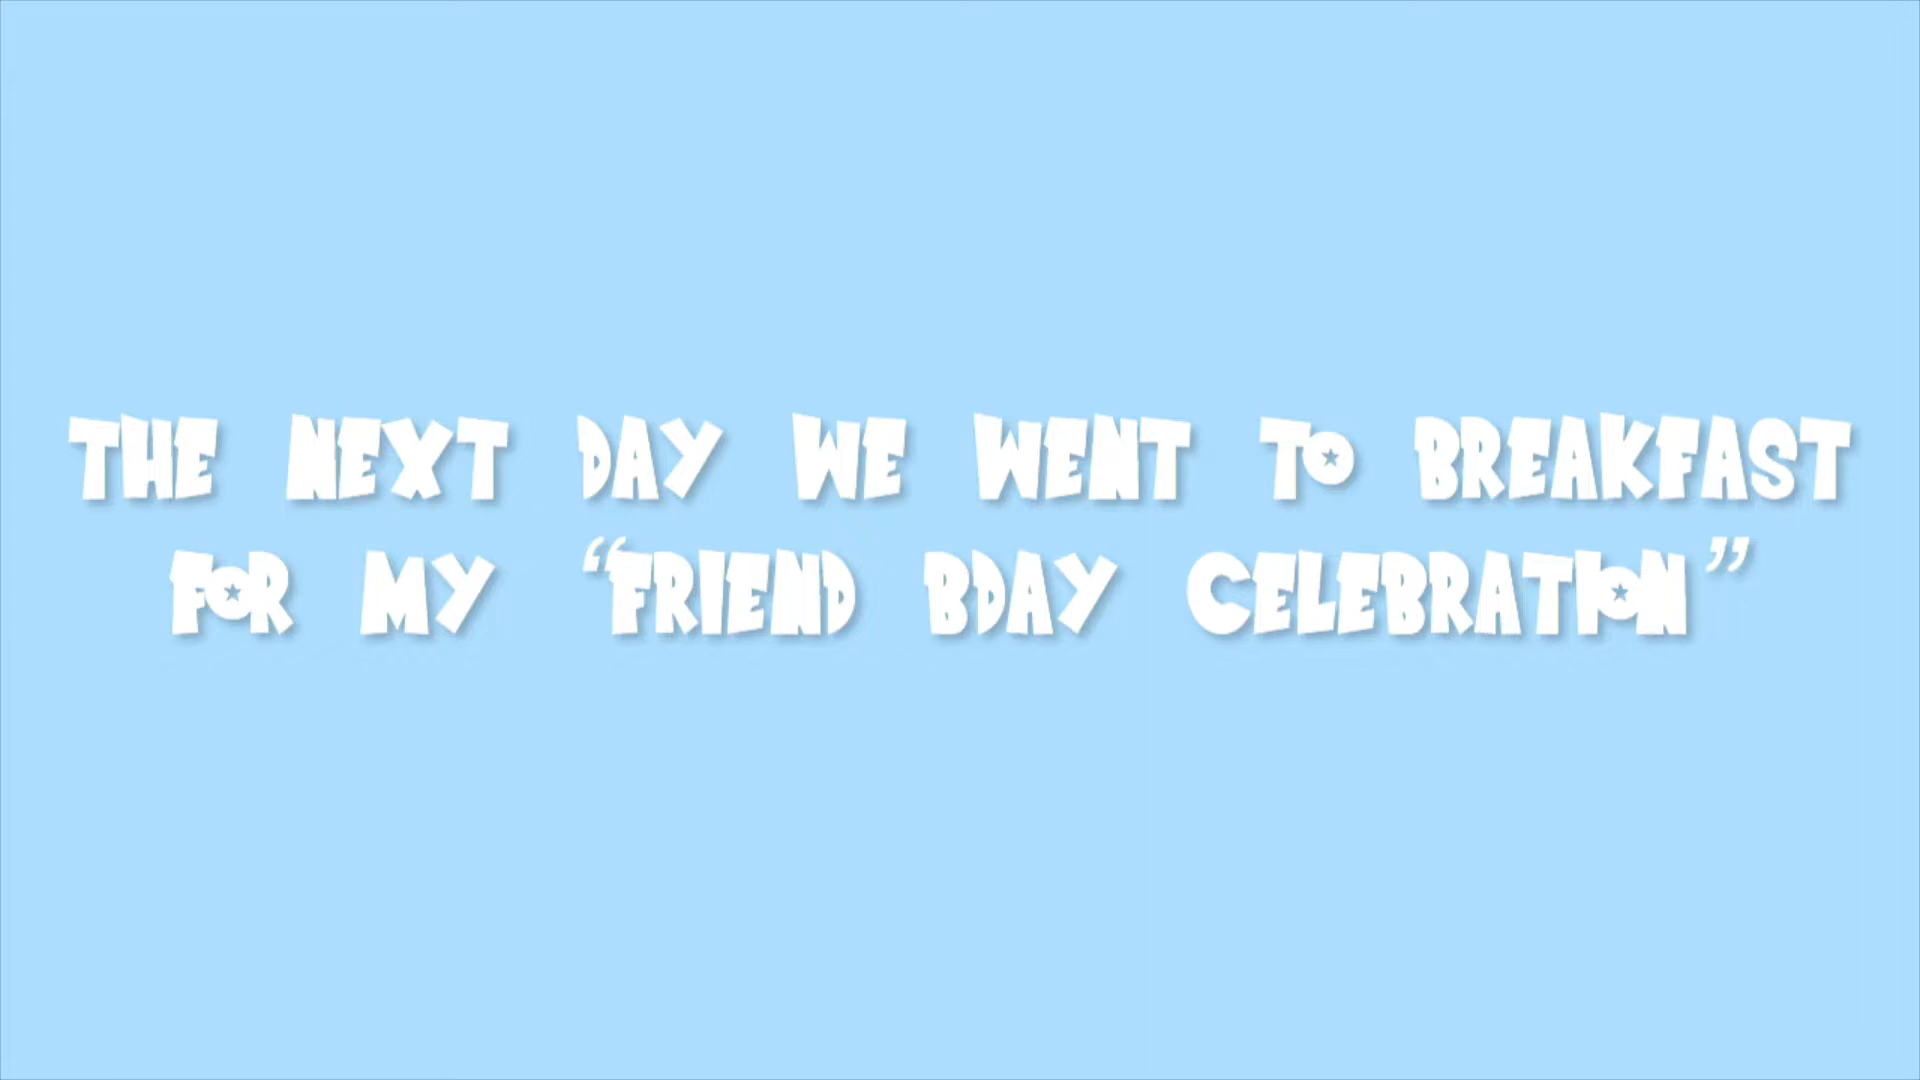 THE NEXT DAY WE WENT TO BREAKFAST
FOR MY “FRIEND BDAY CELEBRATION”